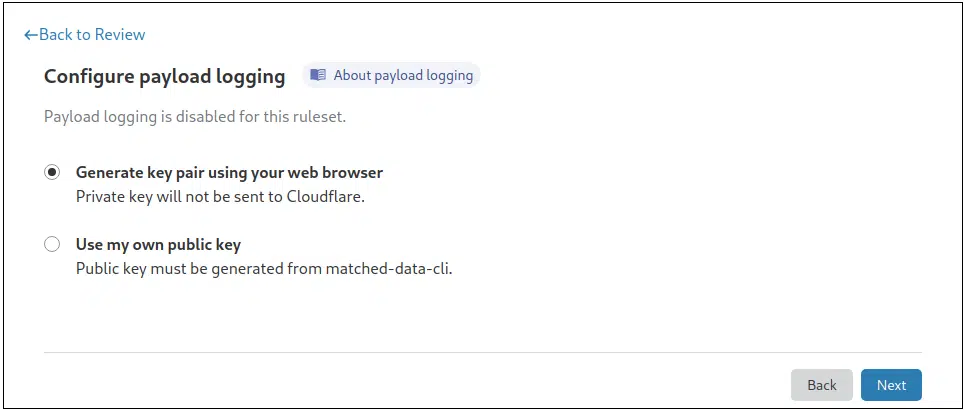 ←Back to Review
Configure payload logging About payload logging
Payload logging is disabled for this ruleset.
Generate key pair using your web browser
Private key will not be sent to Cloudflare.
Use my own public key
Public key must be generated from matched-data-cli.
Back Next